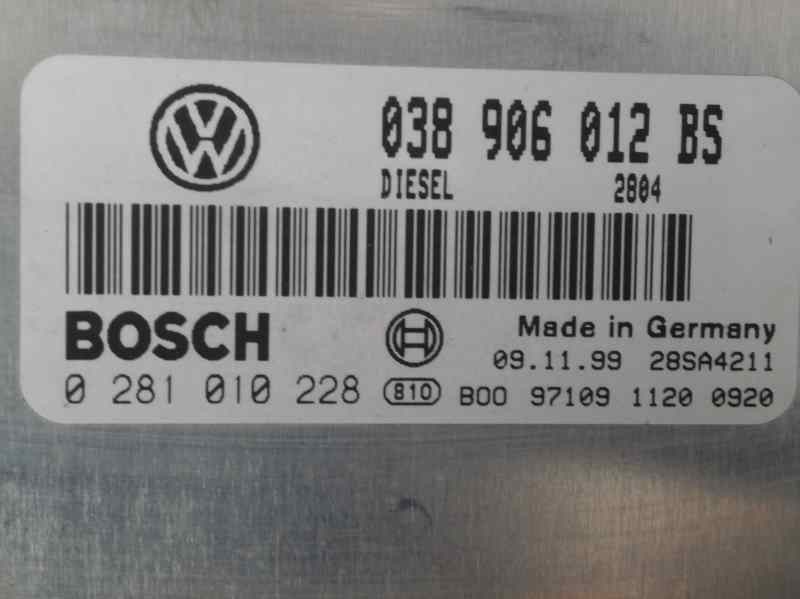 038 906 012 BS
DIESEL 2804
BOSCH
Made in Germany
09.11.99 28SA4211
0 281 010 228 810 B00 97109 1120 0920